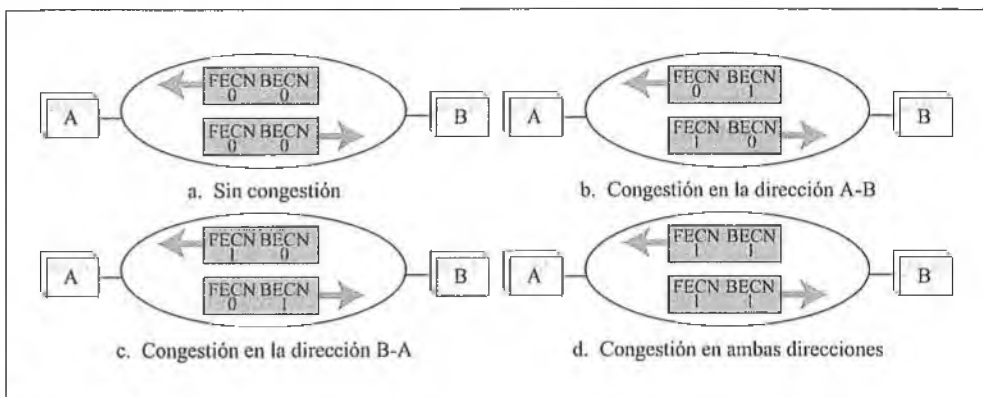 FECN BECN
0 0
A
B
FECN BECN
0 0
a. Sin congestión
FECN BECN
0 1
A
B
FECN BECN
1 0
b. Congestión en la dirección A-B
FECN BECN
1 0
A
B
FECN BECN
0 1
c. Congestión en la dirección B-A
FECN BECN
1 1
A
B
FECN BECN
1 1
d. Congestión en ambas direcciones